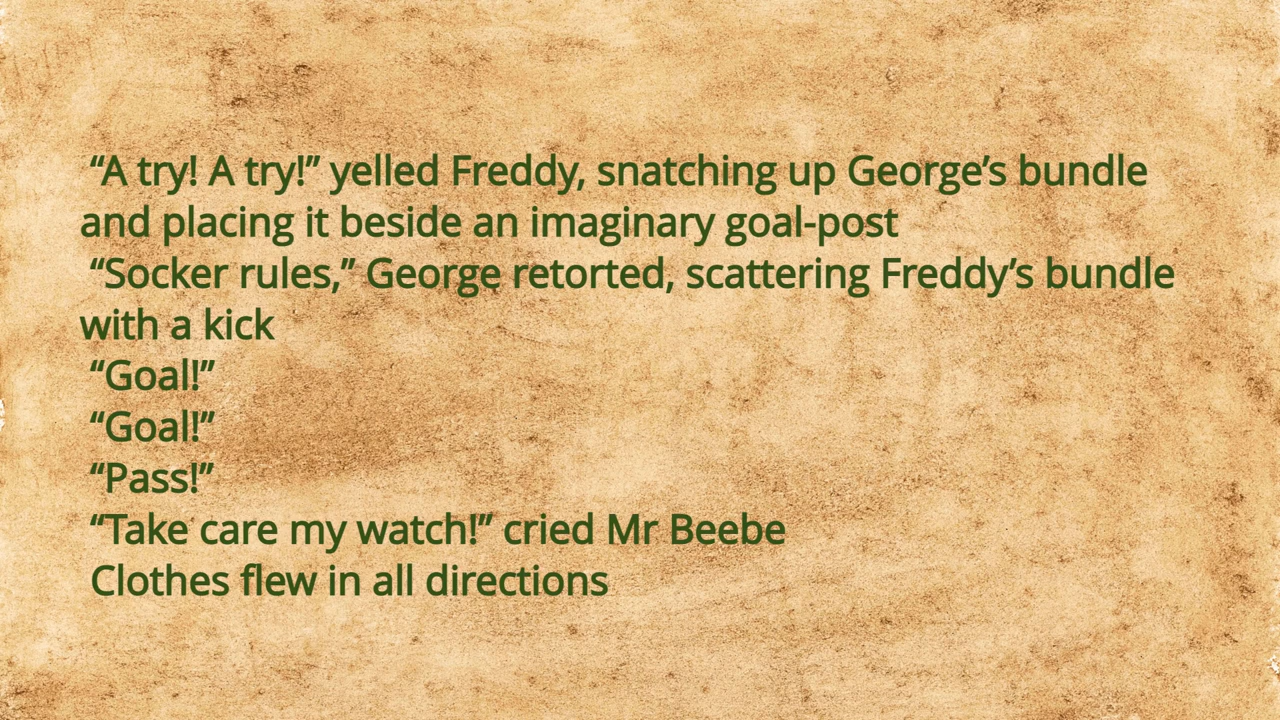 “A try! A try!” yelled Freddy, snatching up George’s bundle
and placing it beside an imaginary goal-post
“Socker rules,” George retorted, scattering Freddy’s bundle
with a kick
“Goal!”
“Goal!”
“Pass!”
“Take care my watch!” cried Mr Beebe
Clothes flew in all directions